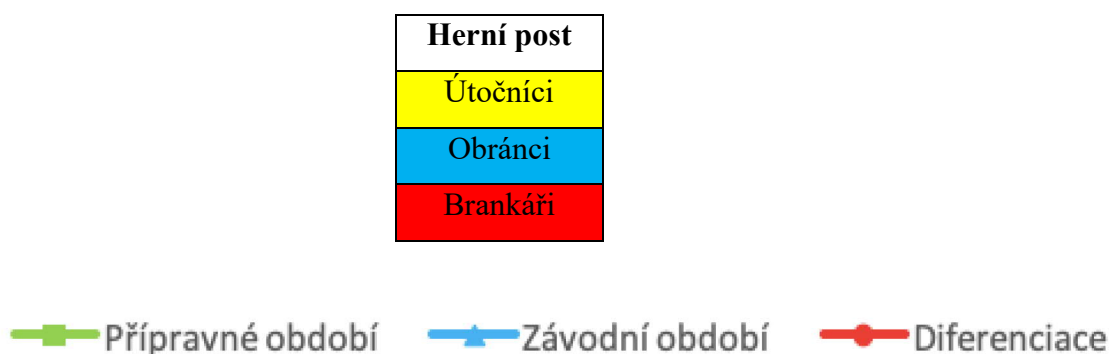 Herní post
Útočníci
Obránci
Brankáři
Přípravné období Závodní období Diferenciace